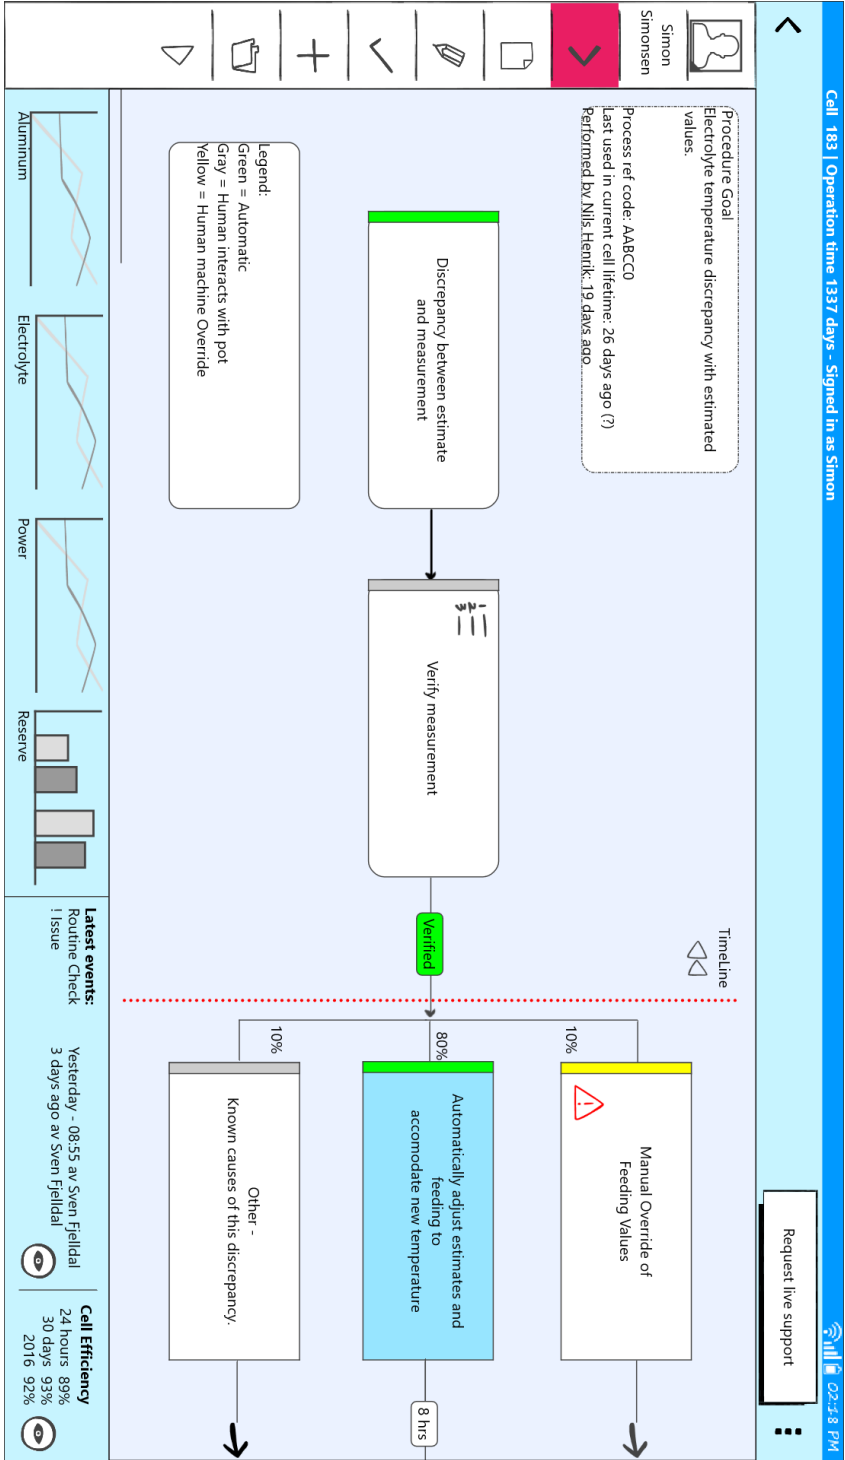 Cell 183 | Operation time 1337 days - Signed in as Simon
02:18 PM
Request live support
Simon
Simonsen
Procedure Goal
Electrolyte temperature discrepancy with estimated
values.
Process ref code: AABCC0
Last used in current cell lifetime: 26 days ago (?)
Performed by Nils Henrik: 19 days ago
TimeLine
Discrepancy between estimate
and measurement
1
2
3
Verify measurement
Verified
10%
Manual Override of
Feeding Values
80%
Automatically adjust estimates and
feeding to
accomodate new temperature
8 hrs
10%
Other -
Known causes of this discrepancy.
Legend:
Green = Automatic
Gray = Human interacts with pot
Yellow = Human machine Override
Aluminum
Electrolyte
Power
Reserve
Latest events:
Routine Check Yesterday - 08:55 av Sven Fjelldal
! Issue 3 days ago av Sven Fjelldal
Cell Efficiency
24 hours 89%
30 days 93%
2016 92%